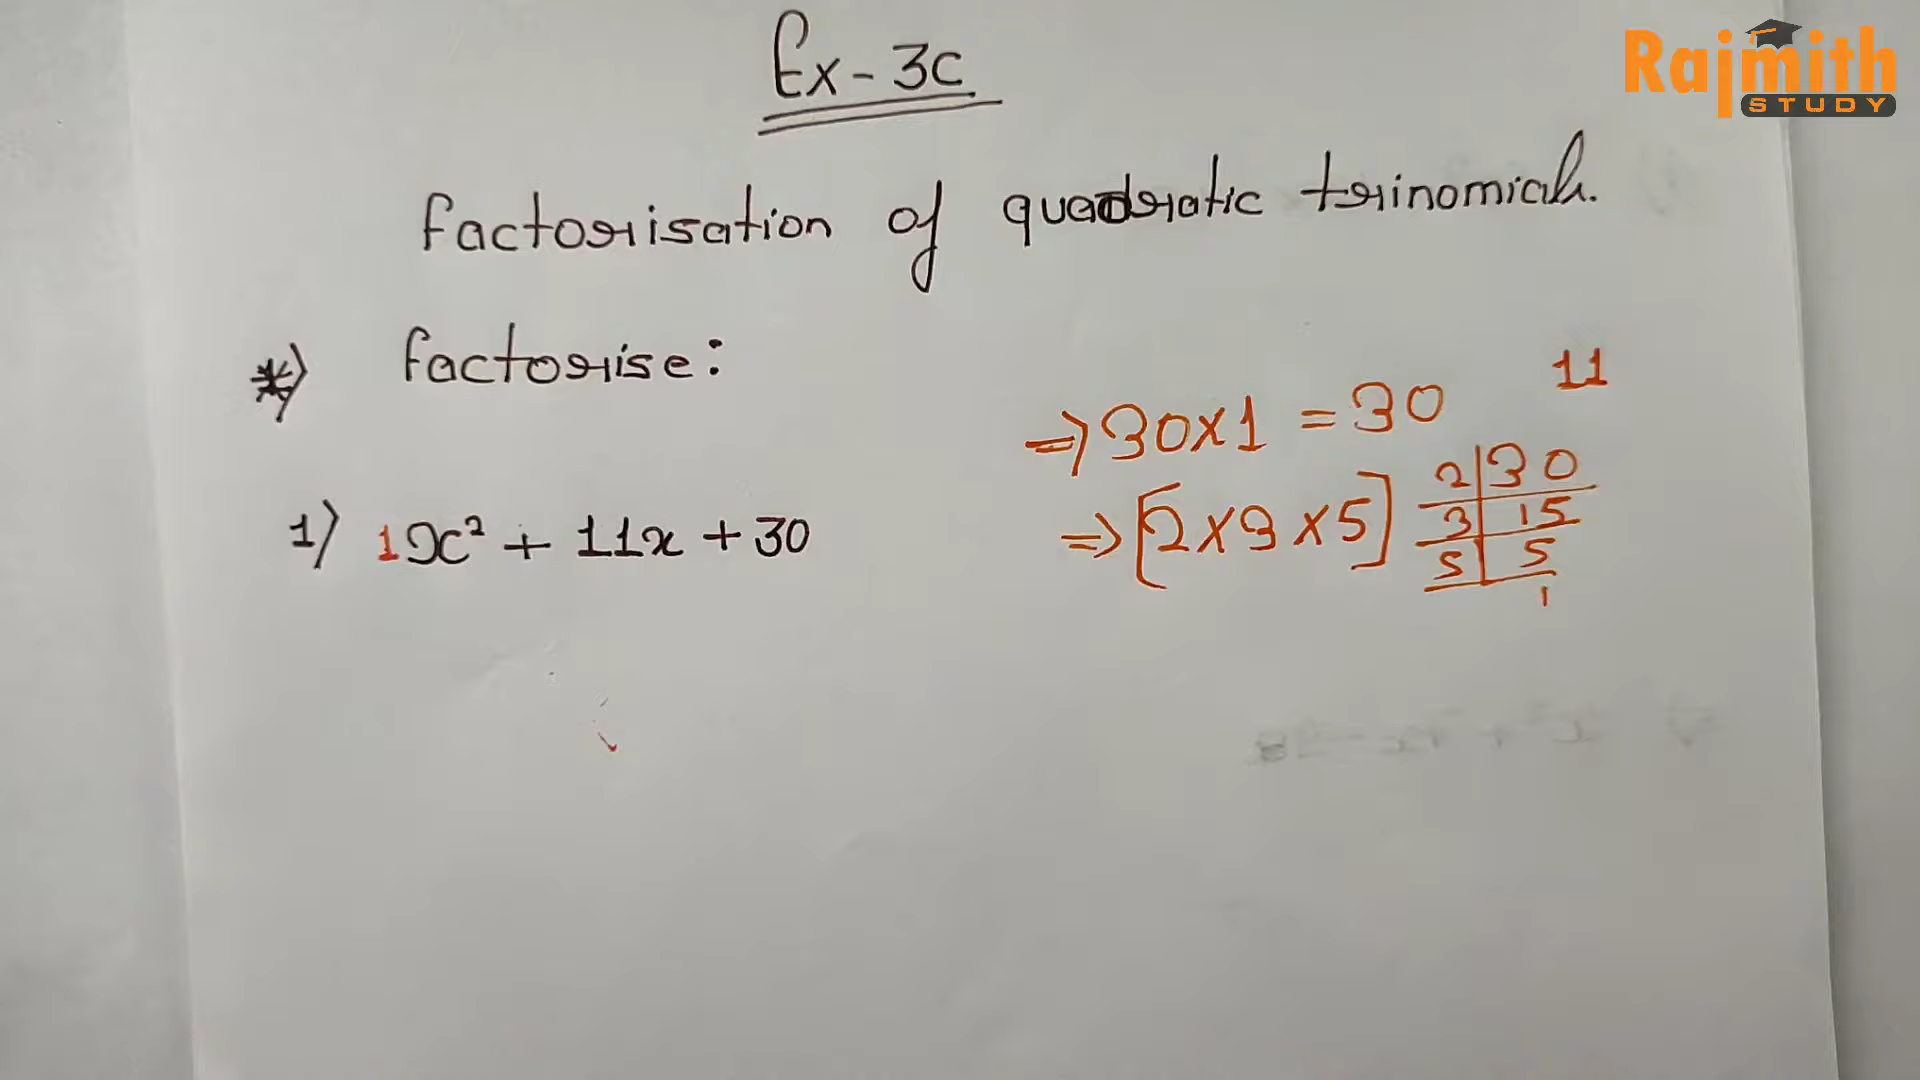 Ex - 3C
Rajmith
STUDY
factorisation of quadratic trinomials.
*) factorise:
11
⇒ 30 x 1 = 30
⇒ [2 x 3 x 5]
2 | 30
3 | 15
5 | 5
1
1) 1x² + 11x + 30